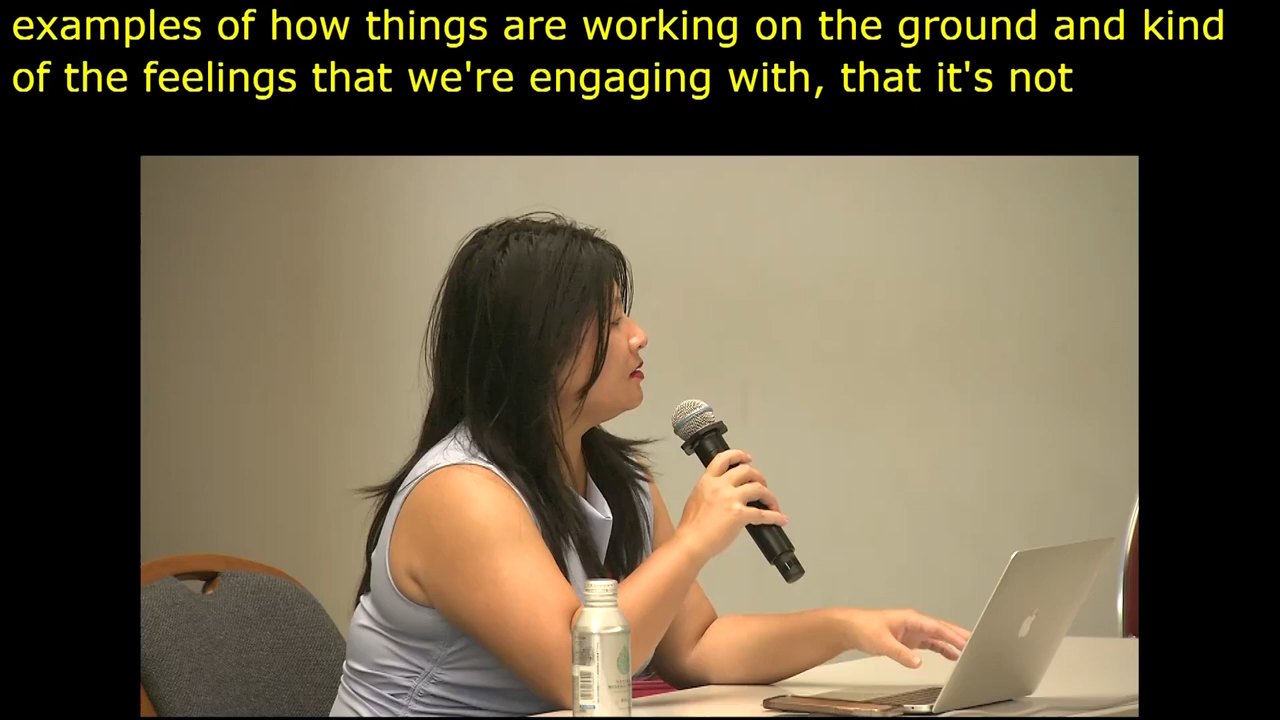 examples of how things are working on the ground and kind
of the feelings that we're engaging with, that it's not